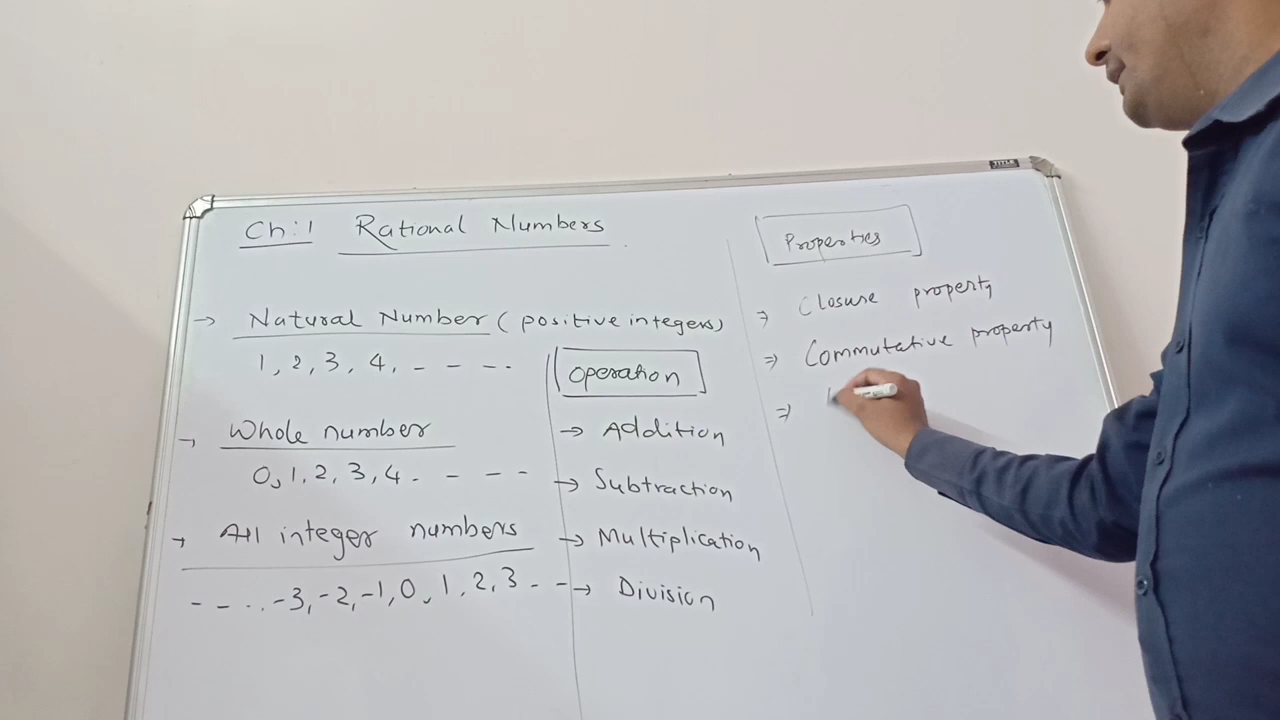 Ch:1 Rational Numbers
→ Natural Number (positive integers)
1, 2, 3, 4, - - - -
→ Whole number
0, 1, 2, 3, 4. - - -
→ All integer numbers
- - - .. -3, -2, -1, 0, 1, 2, 3 - - -
Operation
→ Addition
→ Subtraction
→ Multiplication
→ Division
Properties
⇒ Closure property
⇒ Commutative property
⇒